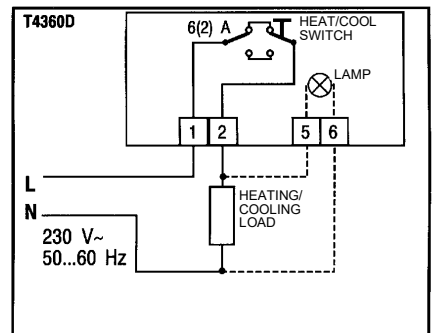 T4360D
6(2) A
HEAT/COOL
SWITCH
LAMP
1 2 5 6
L
N
HEATING/
COOLING
LOAD
230 V~
50...60 Hz